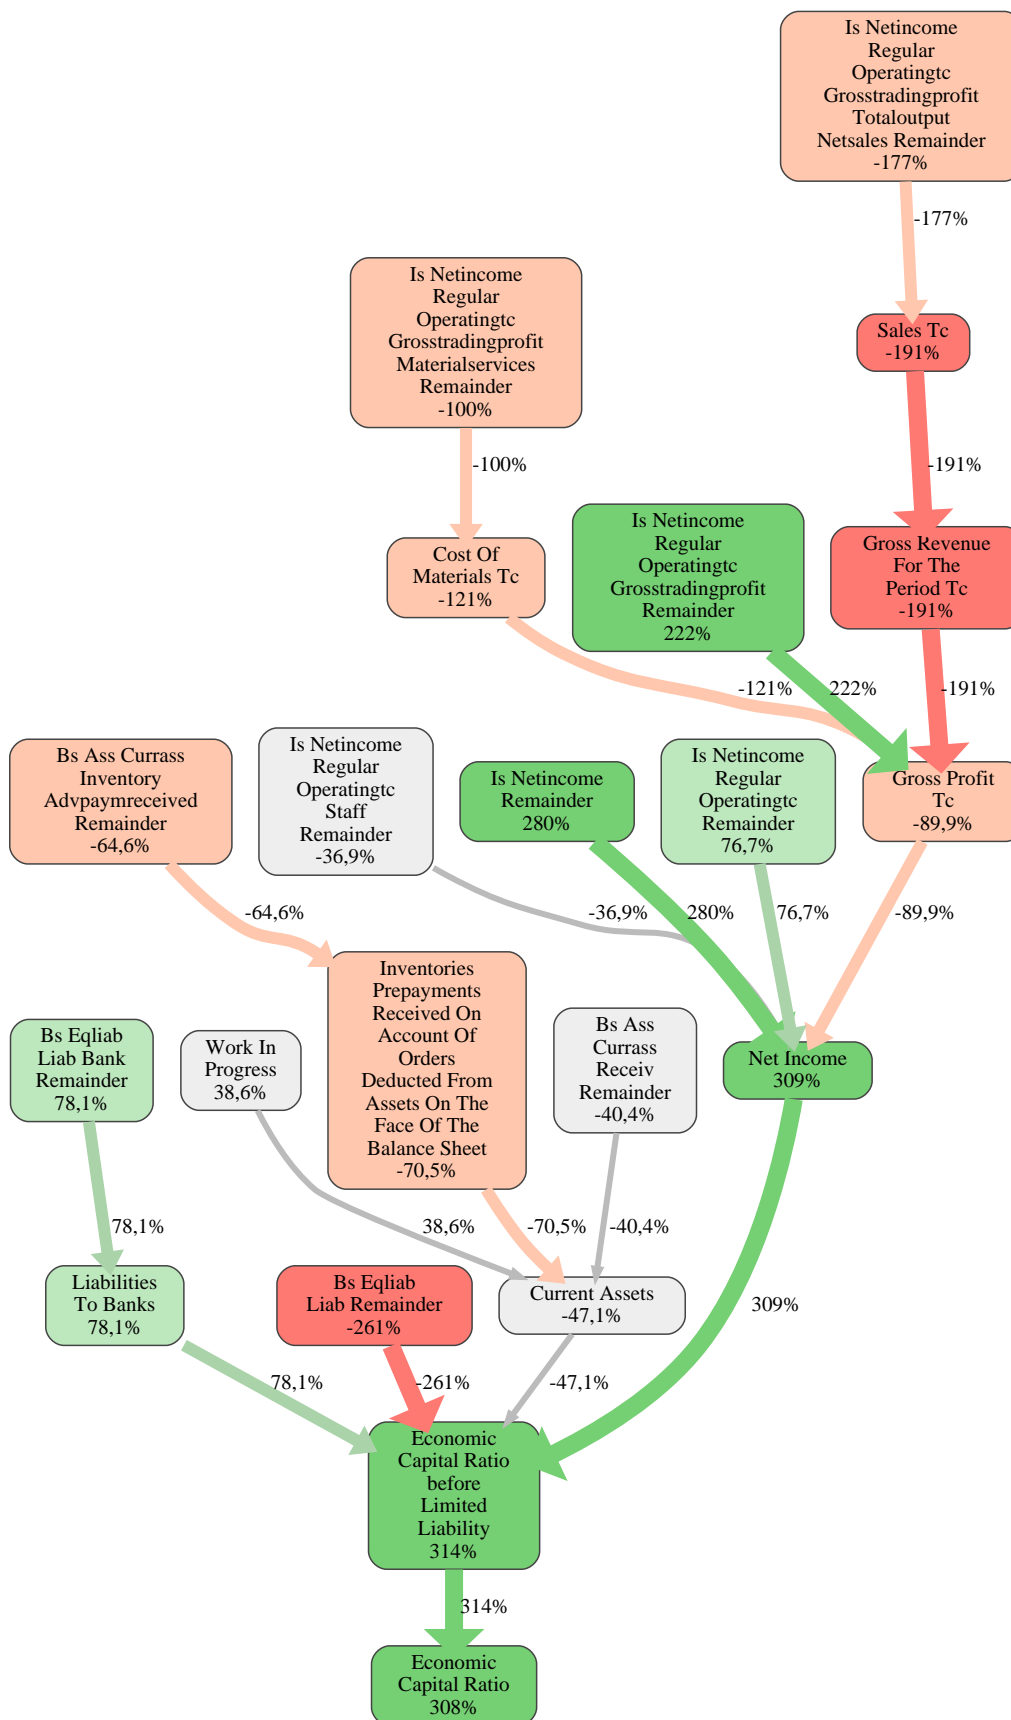 Is Netincome
Regular
Operatingtc
Grosstradingprofit
Totaloutput
Netsales Remainder
-177%
-177%
Is Netincome
Regular
Operatingtc
Grosstradingprofit
Materialservices
Remainder
-100%
Sales Tc
-191%
-100%
-191%
Is Netincome
Regular
Operatingtc
Grosstradingprofit
Remainder
222%
Gross Revenue
For The
Period Tc
-191%
Cost Of
Materials Tc
-121%
-121%
222%
-191%
Bs Ass Currass
Inventory
Advpaymreceived
Remainder
-64,6%
Is Netincome
Regular
Operatingtc
Staff
Remainder
-36,9%
Is Netincome
Remainder
280%
Is Netincome
Regular
Operatingtc
Remainder
76,7%
Gross Profit
Tc
-89,9%
-64,6%
-36,9%
280%
76,7%
-89,9%
Inventories
Prepayments
Received On
Account Of
Orders
Deducted From
Assets On The
Face Of The
Balance Sheet
-70,5%
Bs Eqliab
Liab Bank
Remainder
78,1%
Work In
Progress
38,6%
Bs Ass
Currass
Receiv
Remainder
-40,4%
Net Income
309%
78,1%
38,6%
-70,5%
-40,4%
309%
Liabilities
To Banks
78,1%
Bs Eqliab
Liab Remainder
-261%
Current Assets
-47,1%
78,1%
-261%
-47,1%
Economic
Capital Ratio
before
Limited
Liability
314%
314%
Economic
Capital Ratio
308%